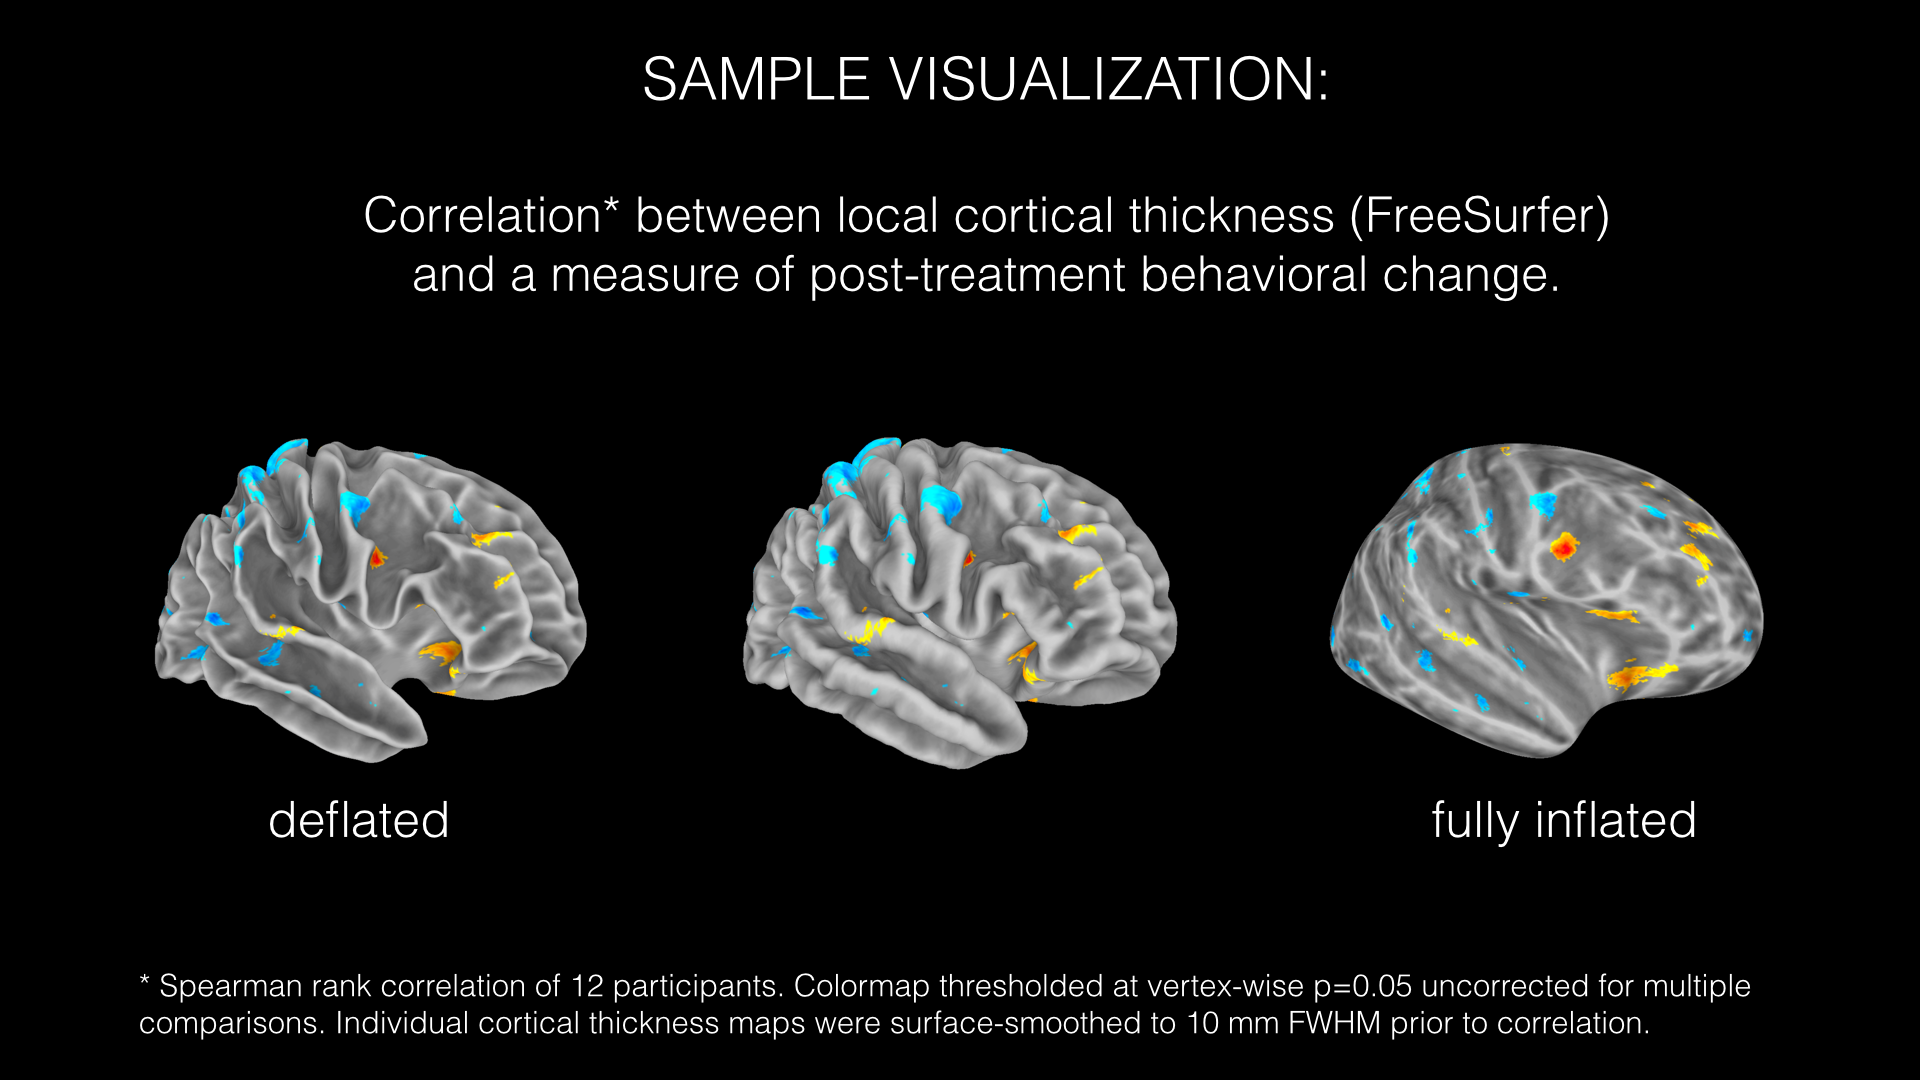 SAMPLE VISUALIZATION:
Correlation* between local cortical thickness (FreeSurfer)
and a measure of post-treatment behavioral change.
deflated
fully inflated
* Spearman rank correlation of 12 participants. Colormap thresholded at vertex-wise p=0.05 uncorrected for multiple
comparisons. Individual cortical thickness maps were surface-smoothed to 10 mm FWHM prior to correlation.